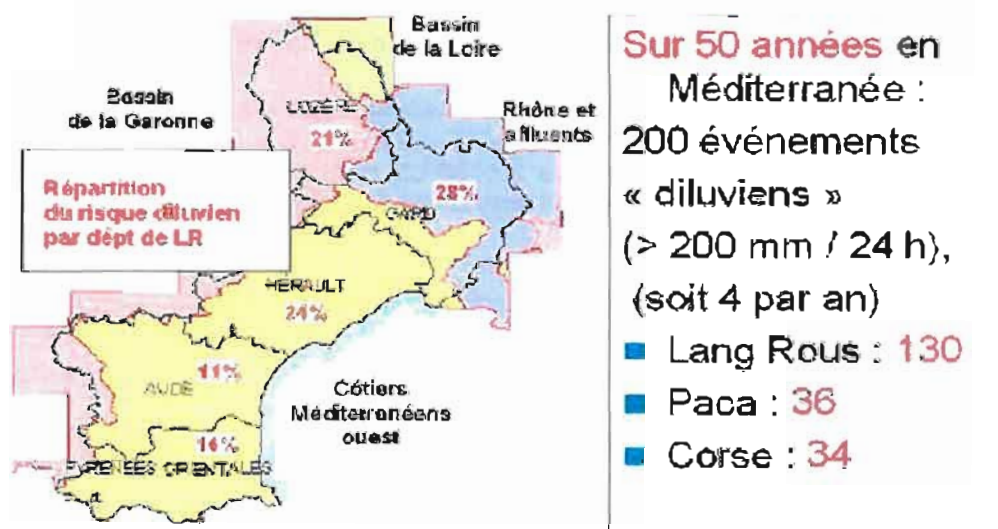 Bassin
de la Loire
Bassin
de la Garonne
Rhône et
affluents
LOZÈRE
21%
Répartition
du risque diluvien
par dépt de LR
28%
GARD
HERAULT
24%
11%
AUDE
Côtiers
Méditerranéens
ouest
16%
PYRENEES ORIENTALES
Sur 50 années en
Méditerranée :
200 événements
« diluviens »
(> 200 mm / 24 h),
(soit 4 par an)
Lang Rous : 130
Paca : 36
Corse : 34